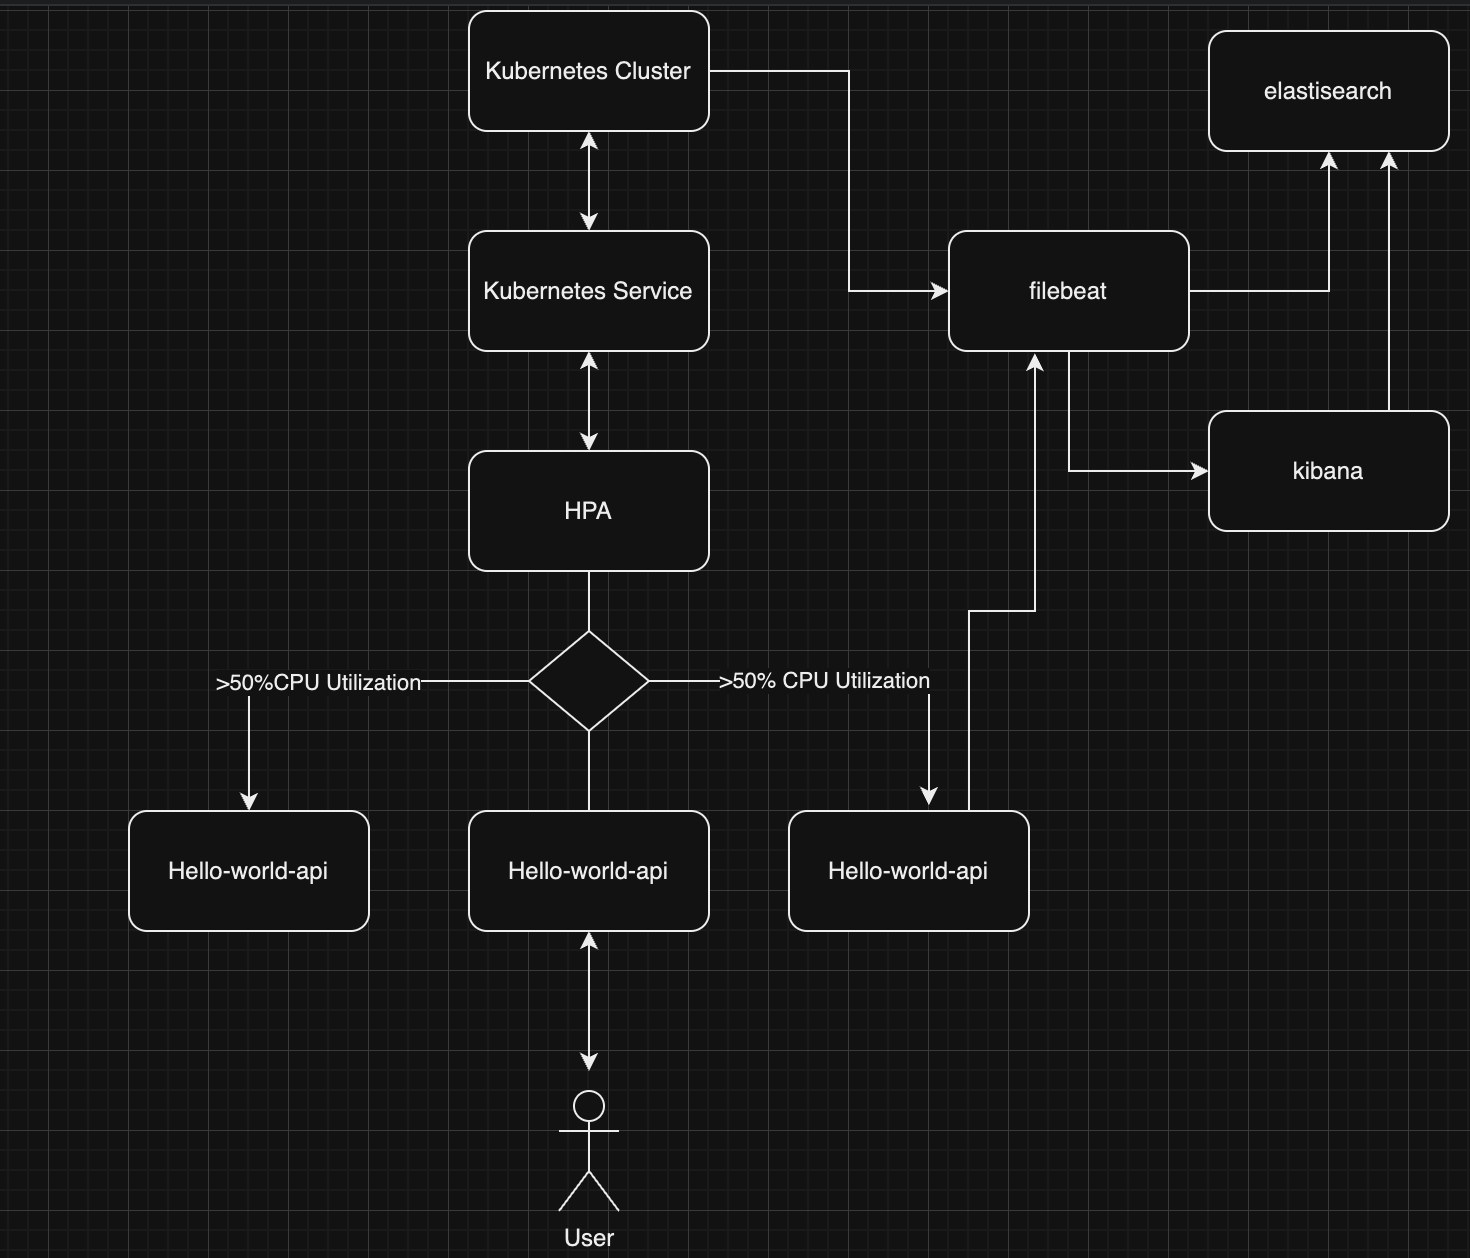 Kubernetes Cluster
elastisearch
Kubernetes Service
filebeat
kibana
HPA
>50%CPU Utilization
>50% CPU Utilization
Hello-world-api
Hello-world-api
Hello-world-api
User